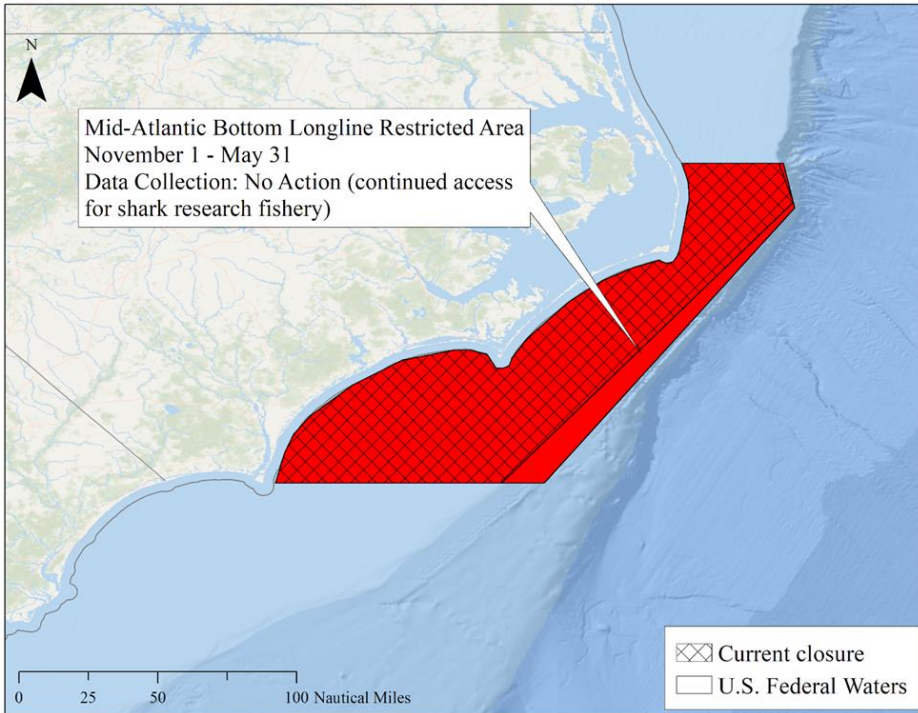 N
Mid-Atlantic Bottom Longline Restricted Area
November 1 - May 31
Data Collection: No Action (continued access
for shark research fishery)
Current closure
U.S. Federal Waters
0 25 50 100 Nautical Miles